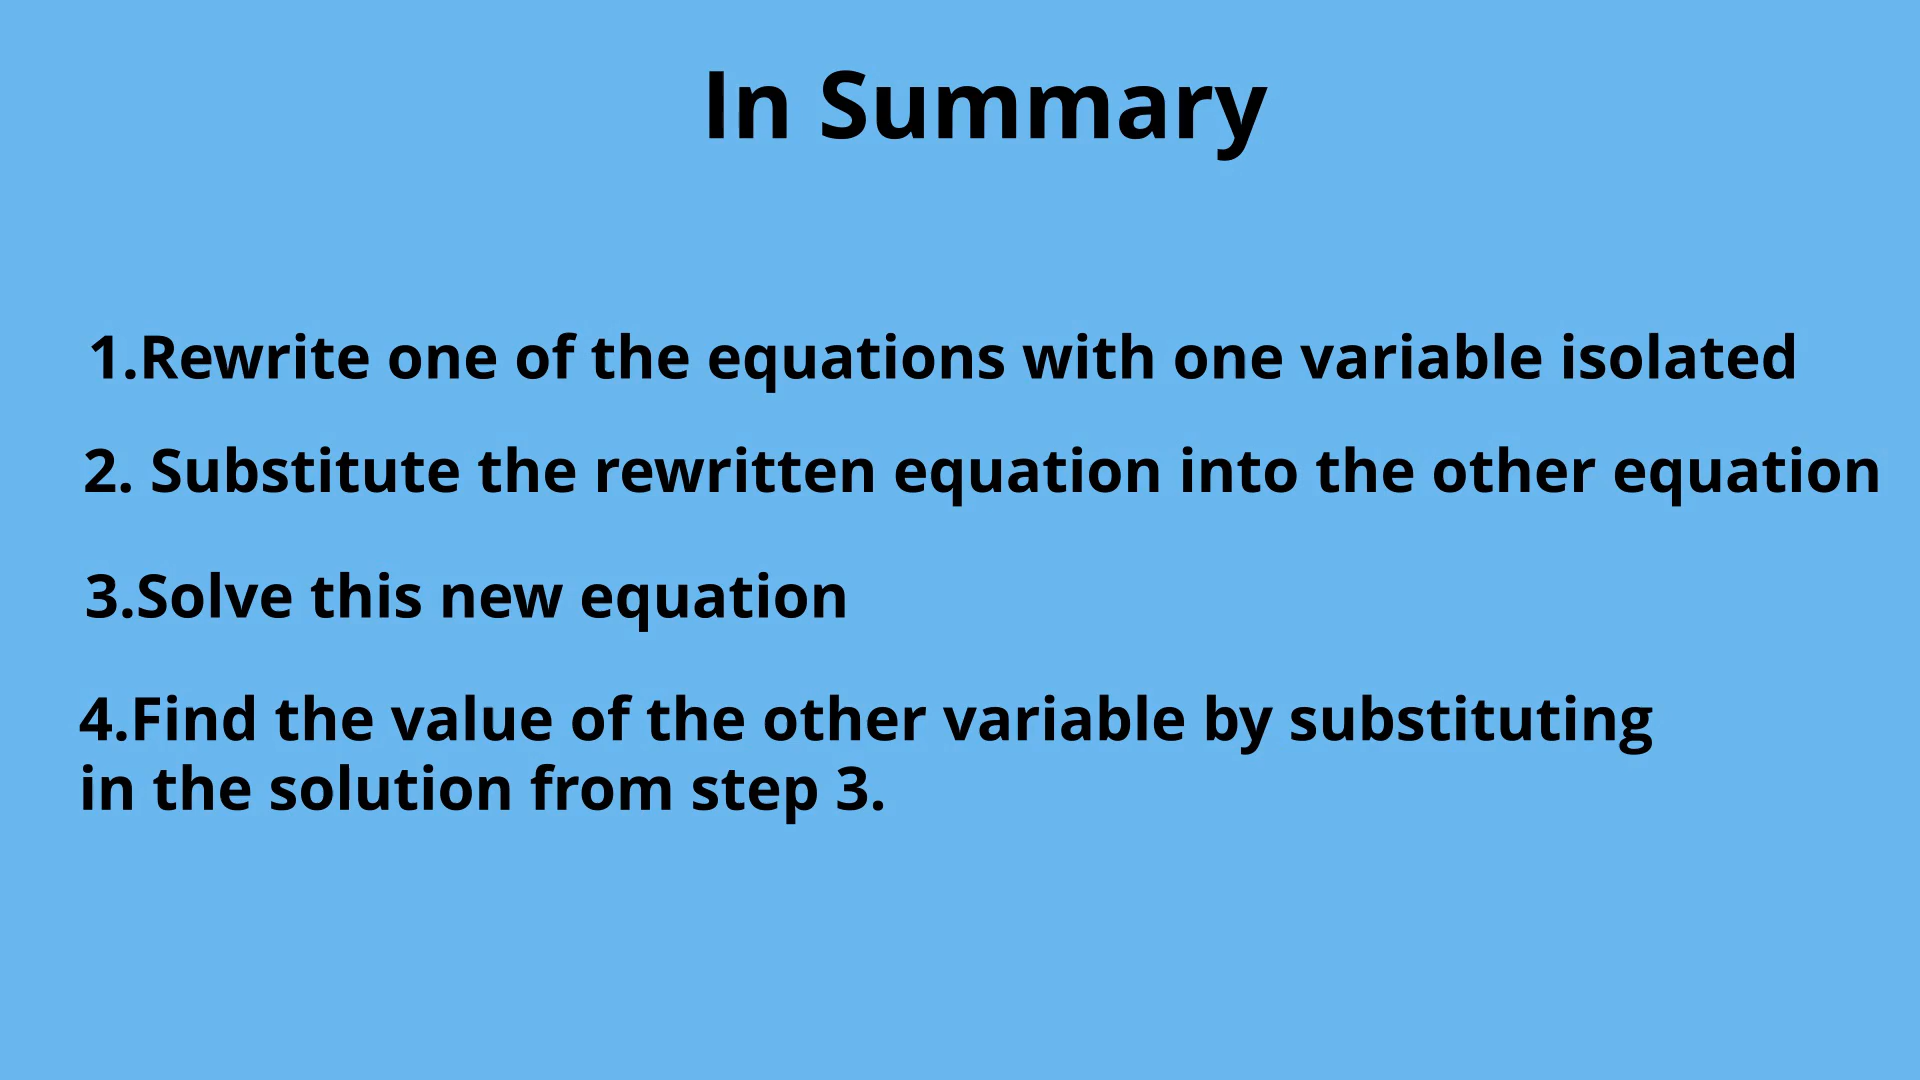 In Summary
1.Rewrite one of the equations with one variable isolated
2. Substitute the rewritten equation into the other equation
3.Solve this new equation
4.Find the value of the other variable by substituting
in the solution from step 3.